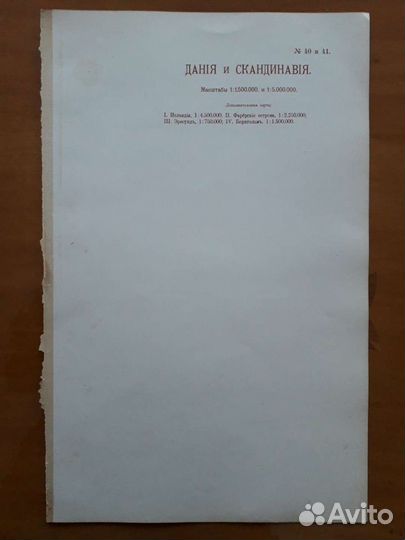 № 40 и 41.
ДАНІЯ и СКАНДИНАВІЯ.
Масштабы 1:1.500.000. и 1:5.000.000.
Дополнительныя карты:
I. Исландія, 1:4.500.000; II. Фарёрскіе острова, 1:2.250.000;
III. Эресундъ, 1:750.000; IV. Борнгольмъ, 1:1.500.000.
Avito